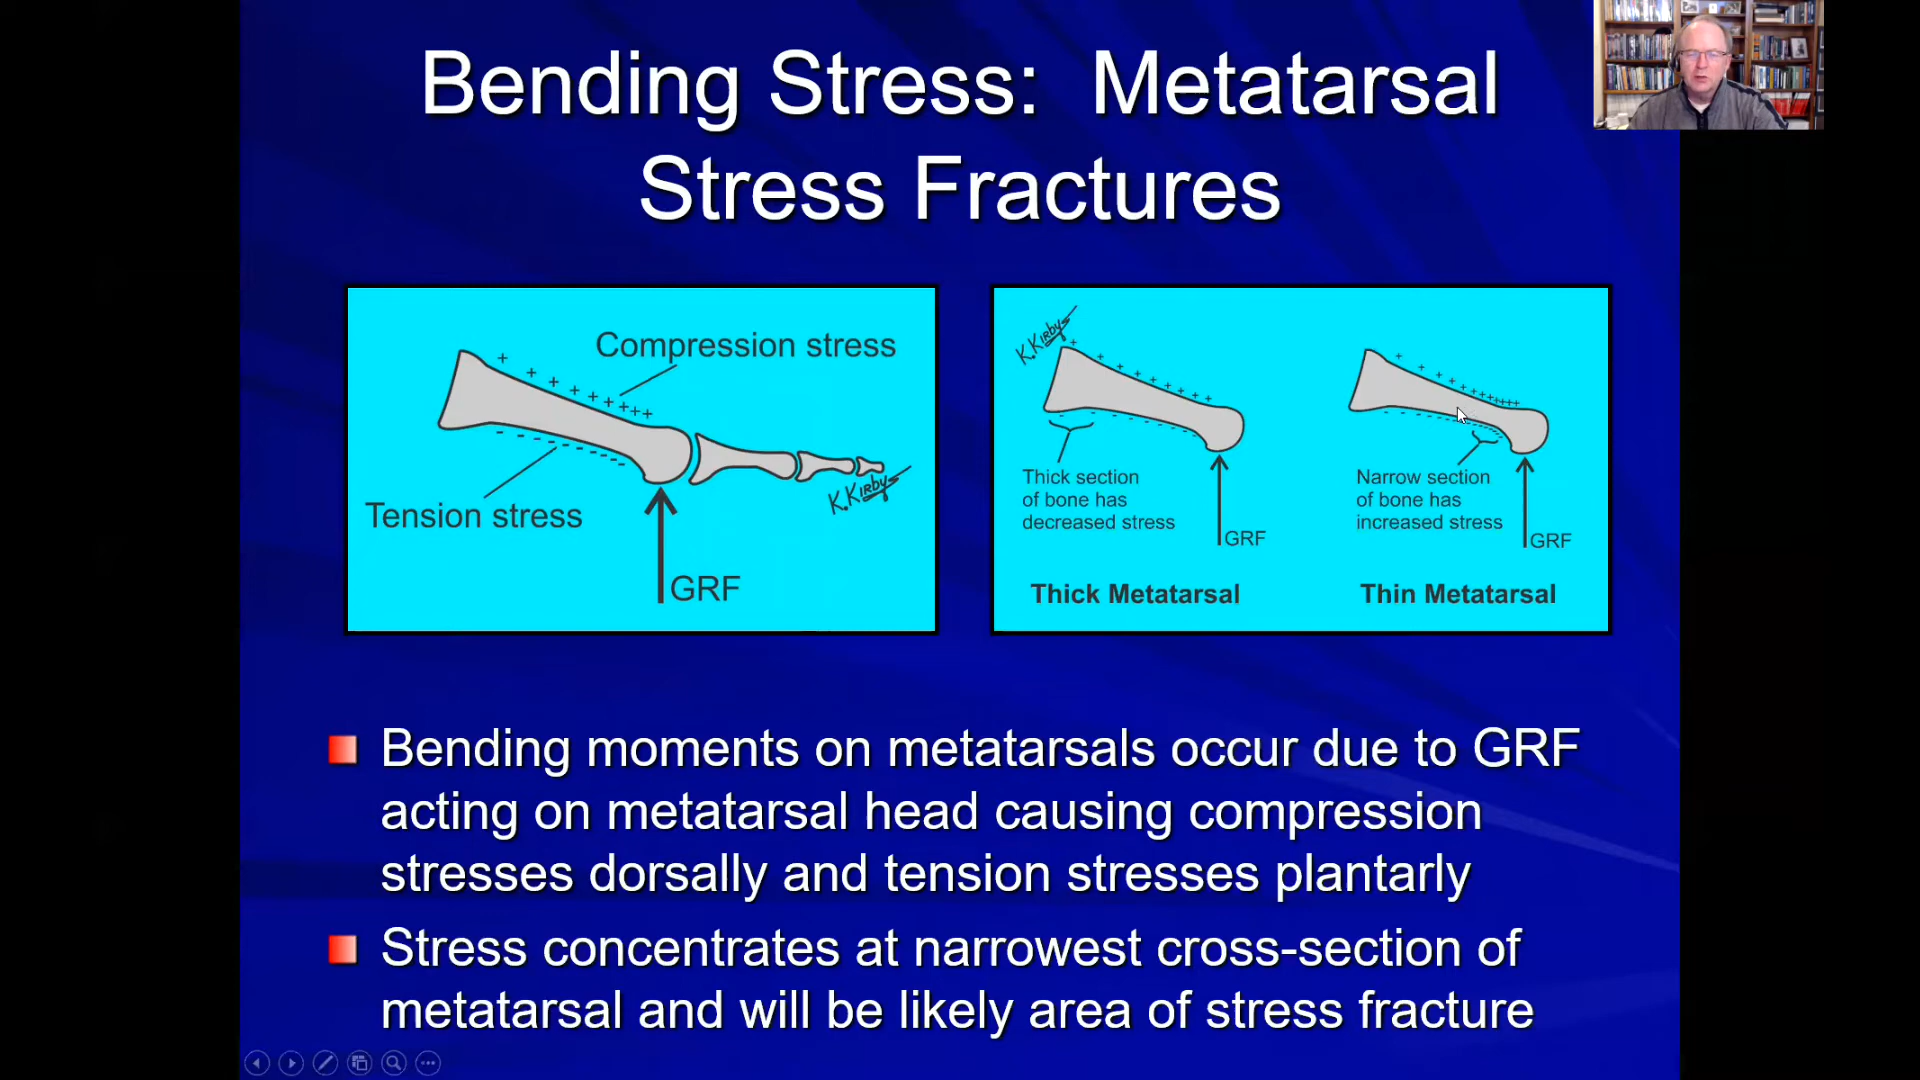 Bending Stress: Metatarsal
Stress Fractures
Compression stress
Tension stress
GRF
K.Kirby
K.Kirby
Thick section
of bone has
decreased stress
GRF
Thick Metatarsal
Narrow section
of bone has
increased stress
GRF
Thin Metatarsal
Bending moments on metatarsals occur due to GRF
acting on metatarsal head causing compression
stresses dorsally and tension stresses plantarly
Stress concentrates at narrowest cross-section of
metatarsal and will be likely area of stress fracture